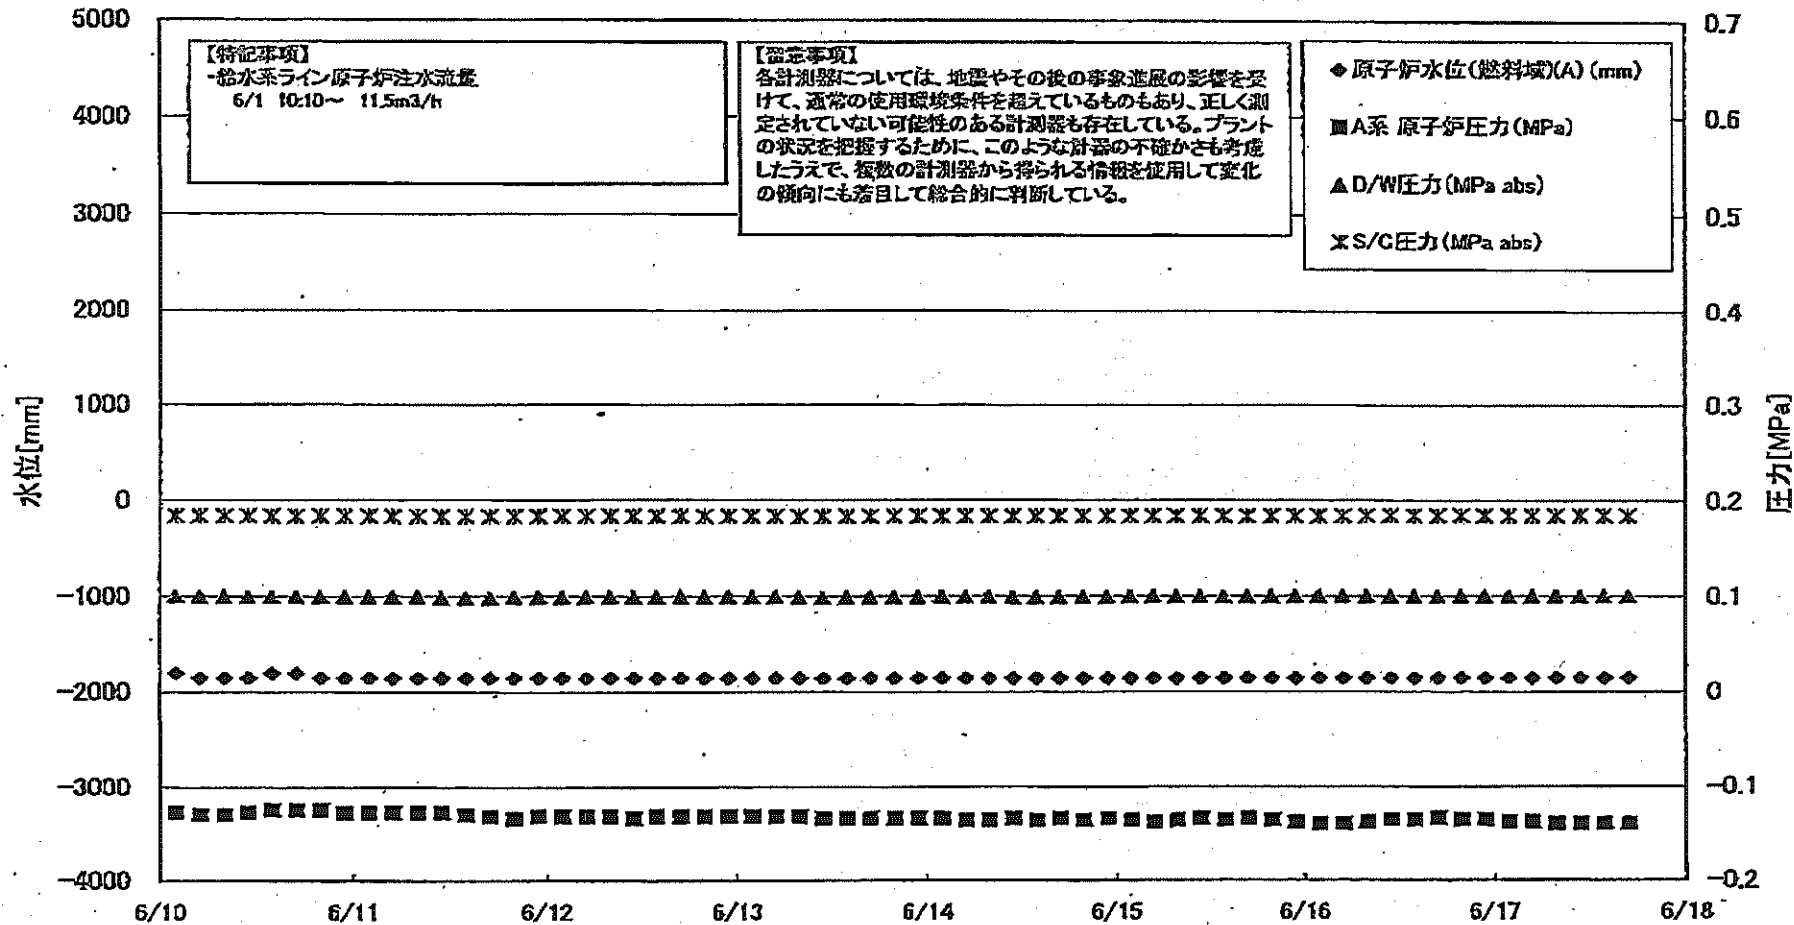 5000
4000
3000
2000
1000
0
-1000
-2000
-3000
-4000
水位[mm]
【特記事項】
-給水系ライン原子炉注水流量
6/1 10:10～ 11.5m3/h
【留意事項】
各計測器については、地震やその後の事象進展の影響を受
けて、通常の使用環境条件を超えているものもあり、正しく測
定されていない可能性のある計測器も存在している。プラント
の状況を把握するために、このような計器の不確かさも考慮
したうえで、複数の計測器から得られる情報を使用して変化
の傾向にも着目して総合的に判断している。
◆原子炉水位(燃料域)(A) (mm)
■A系 原子炉圧力(MPa)
▲D/W圧力(MPa abs)
S/C圧力(MPa abs)
0.7
0.6
0.5
0.4
0.3
0.2
0.1
0
-0.1
-0.2
圧力[MPa]
6/10 6/11 6/12 6/13 6/14 6/15 6/16 6/17 6/18